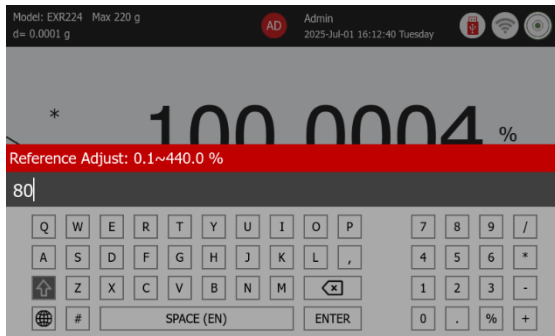 Model: EXR224 Max 220 g
d= 0.0001 g
AD
Admin
2025-Jul-01 16:12:40 Tuesday
* 100.0004 %
Reference Adjust: 0.1~440.0 %
80
Q W E R T Y U I O P 7 8 9 /
A S D F G H J K L , 4 5 6 *
Z X C V B N M 1 2 3 -
# SPACE (EN) ENTER 0 . % +